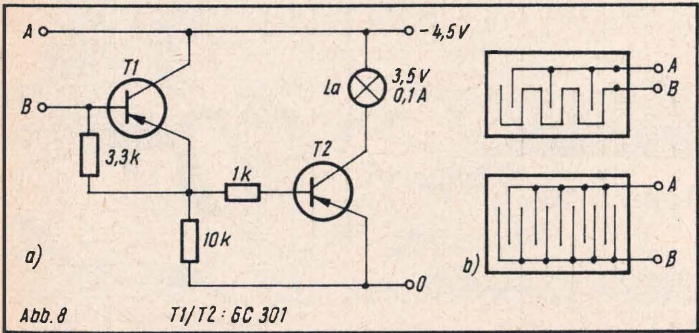 A
-4,5V
T1
La
3,5V
0,1A
B
T2
3,3k
1k
10k
a)
0
A
B
A
B
b)
Abb.8
T1/T2 : GC 301